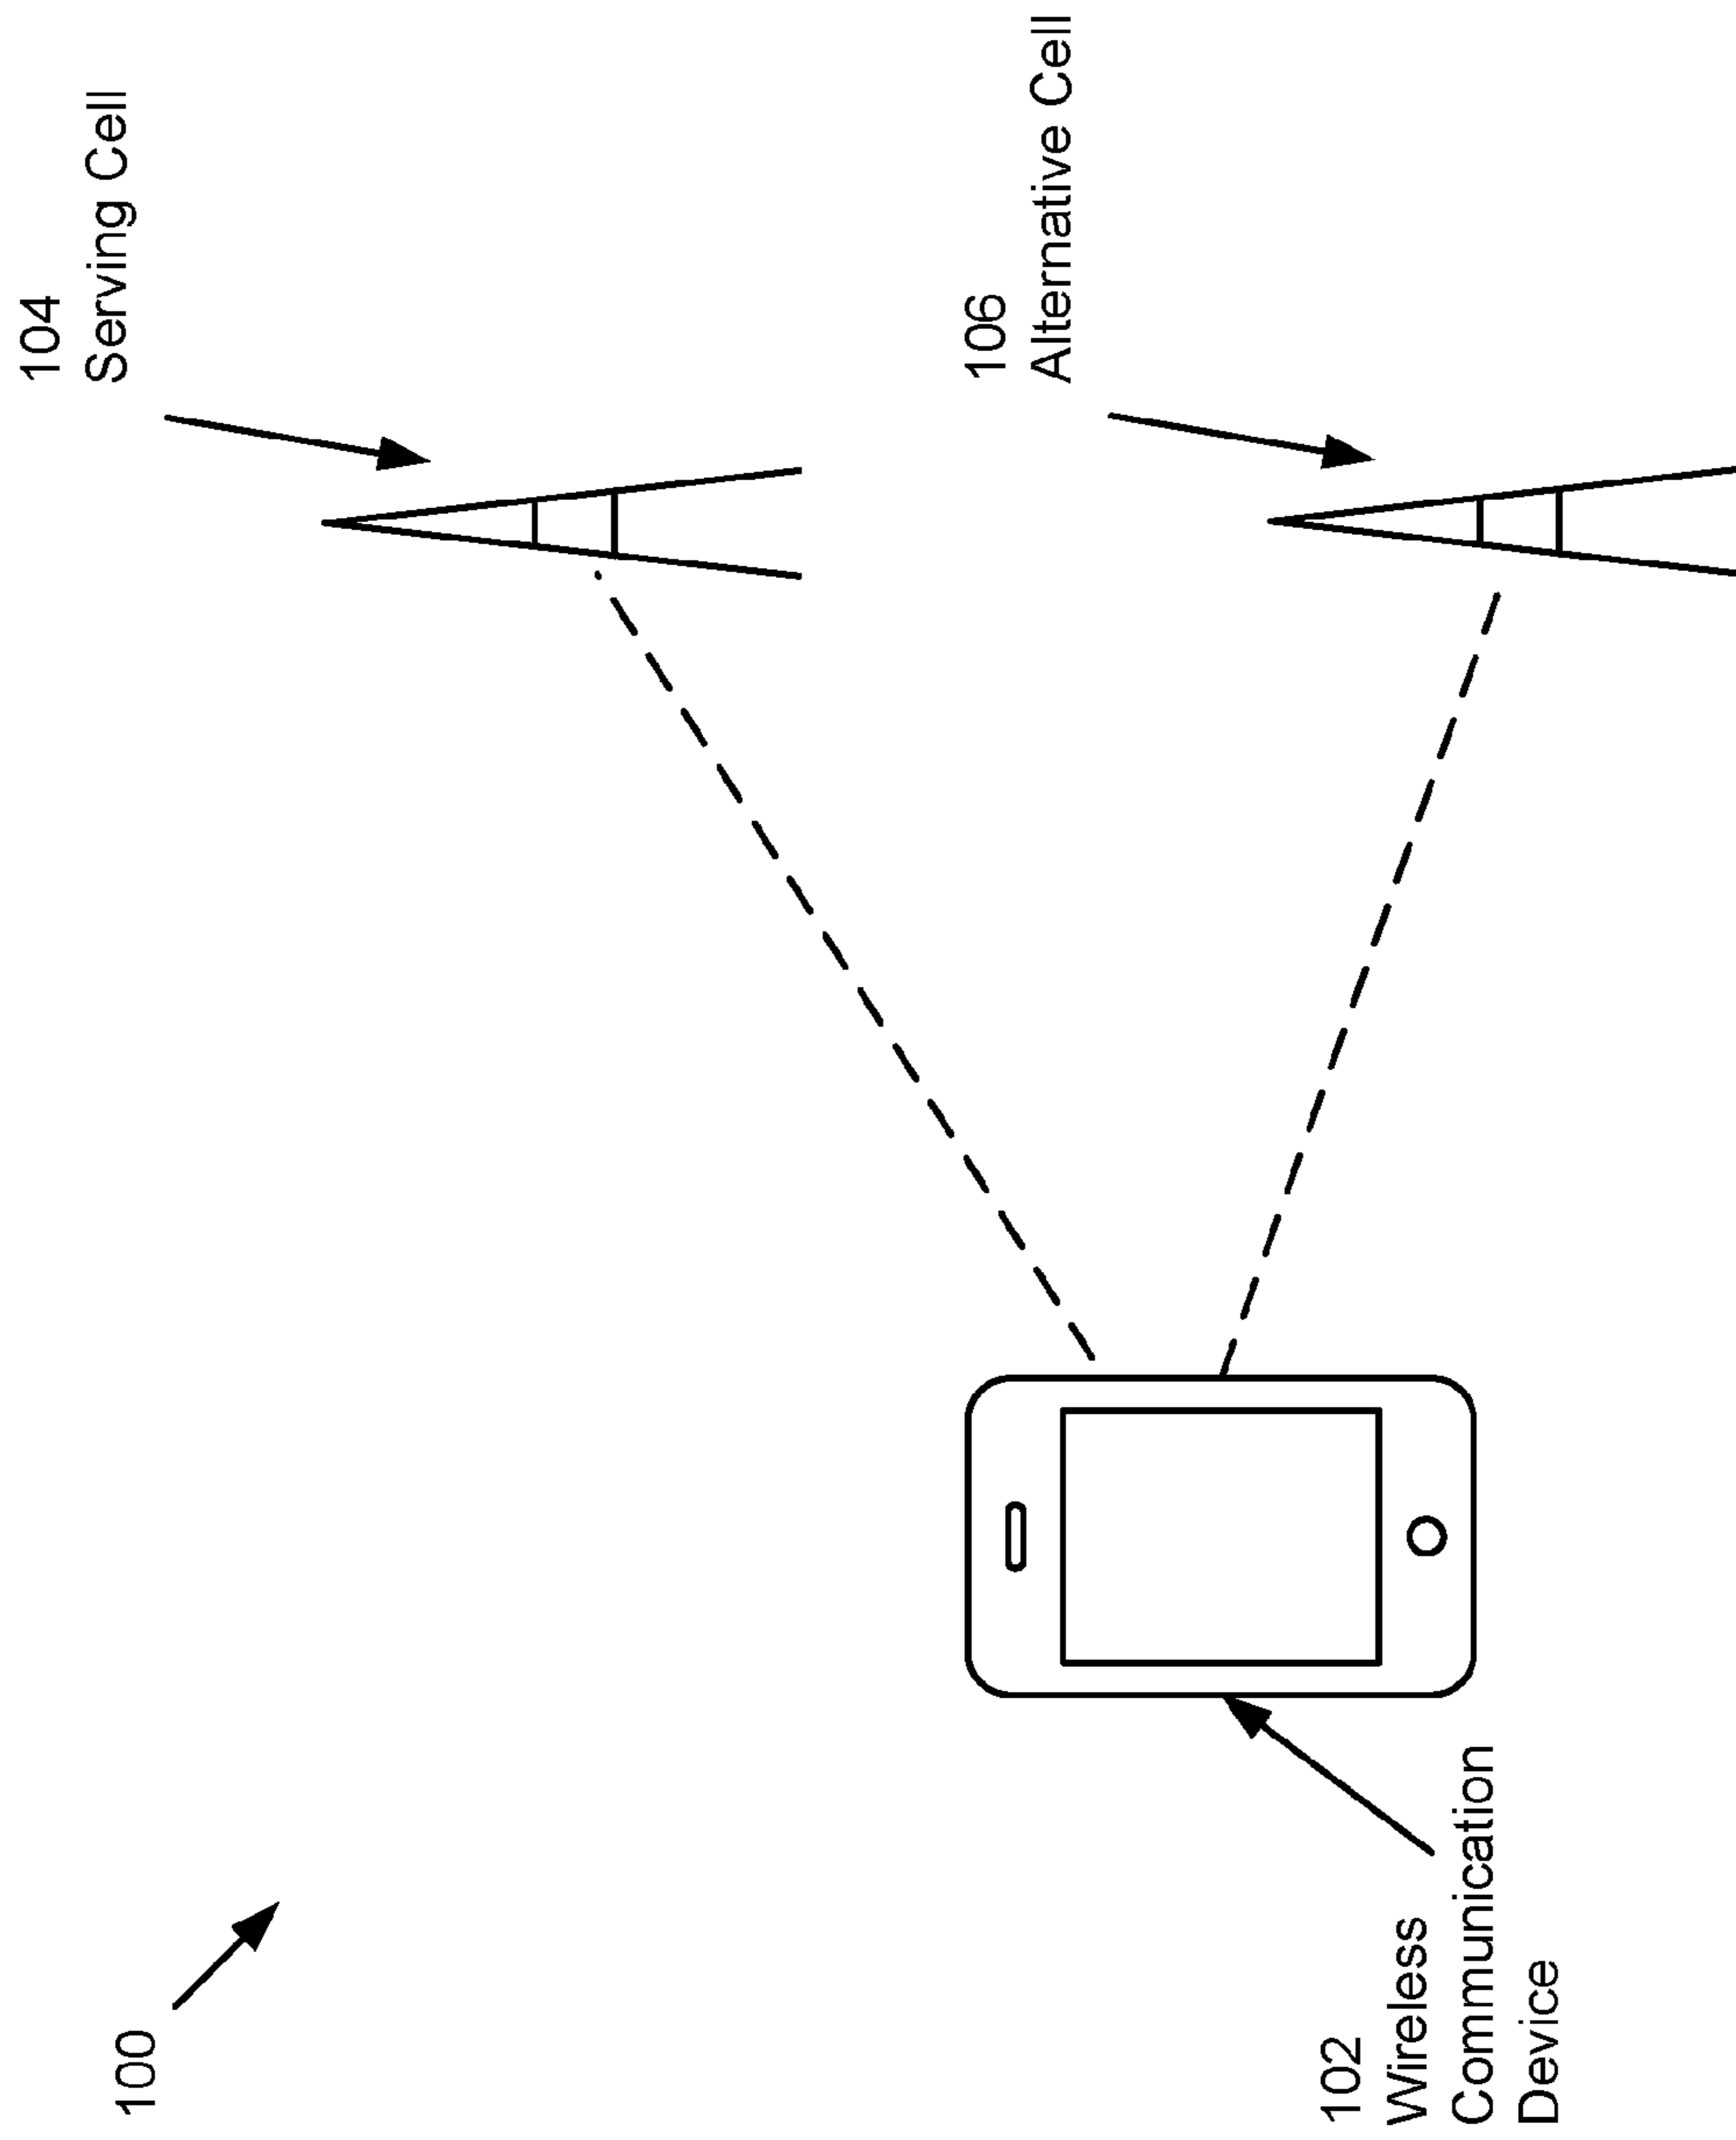 100
104
Serving Cell
106
Alternative Cell
102
Wireless
Communication
Device